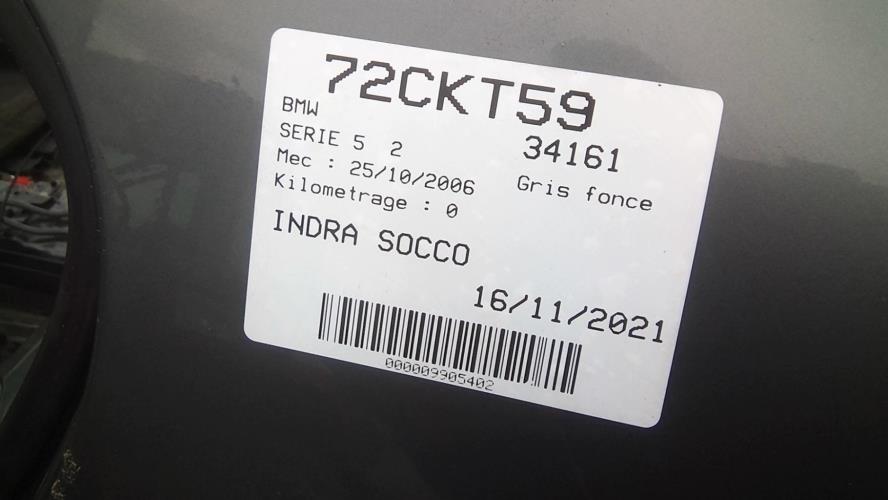 72CKT59
BMW
34161
SERIE 5 2
Mec : 25/10/2006
Gris fonce
Kilometrage : 0
INDRA SOCCO
16/11/2021
000009905402